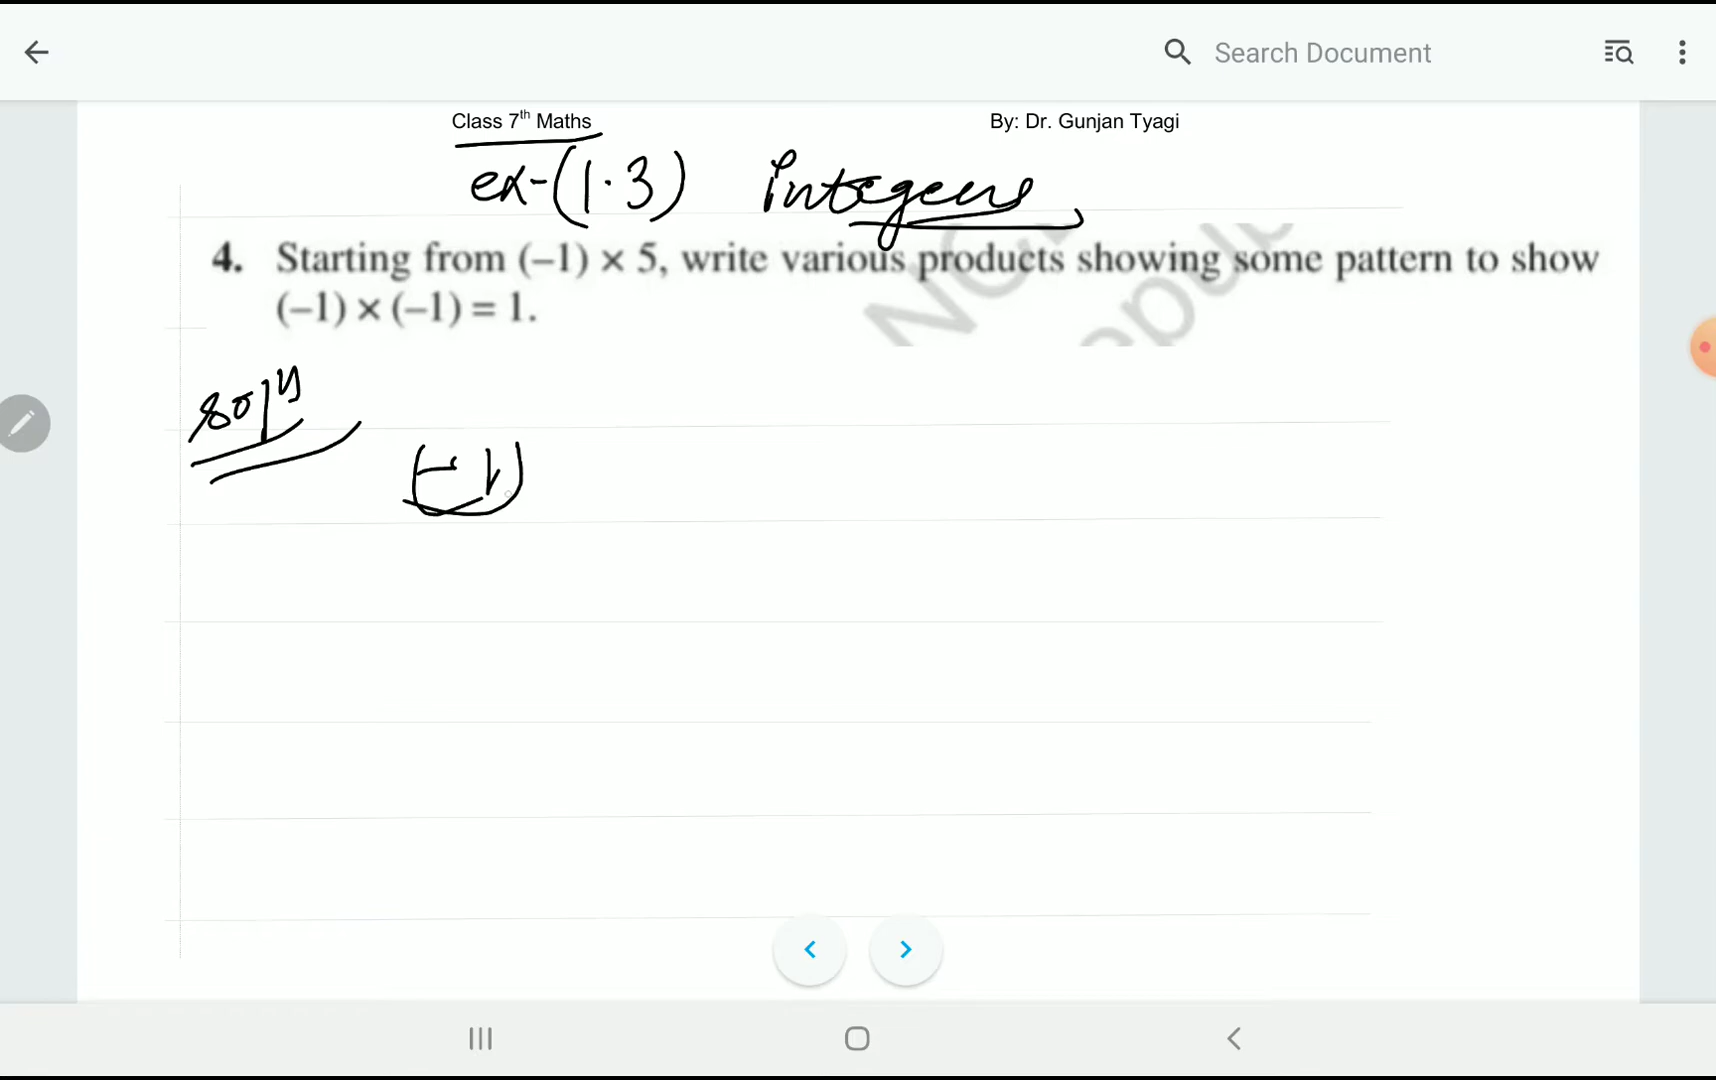 Search Document
Class 7th Maths By: Dr. Gunjan Tyagi
ex-(1.3) integers
4. Starting from (–1) × 5, write various products showing some pattern to show
(–1) × (–1) = 1.
Soln
(-1)